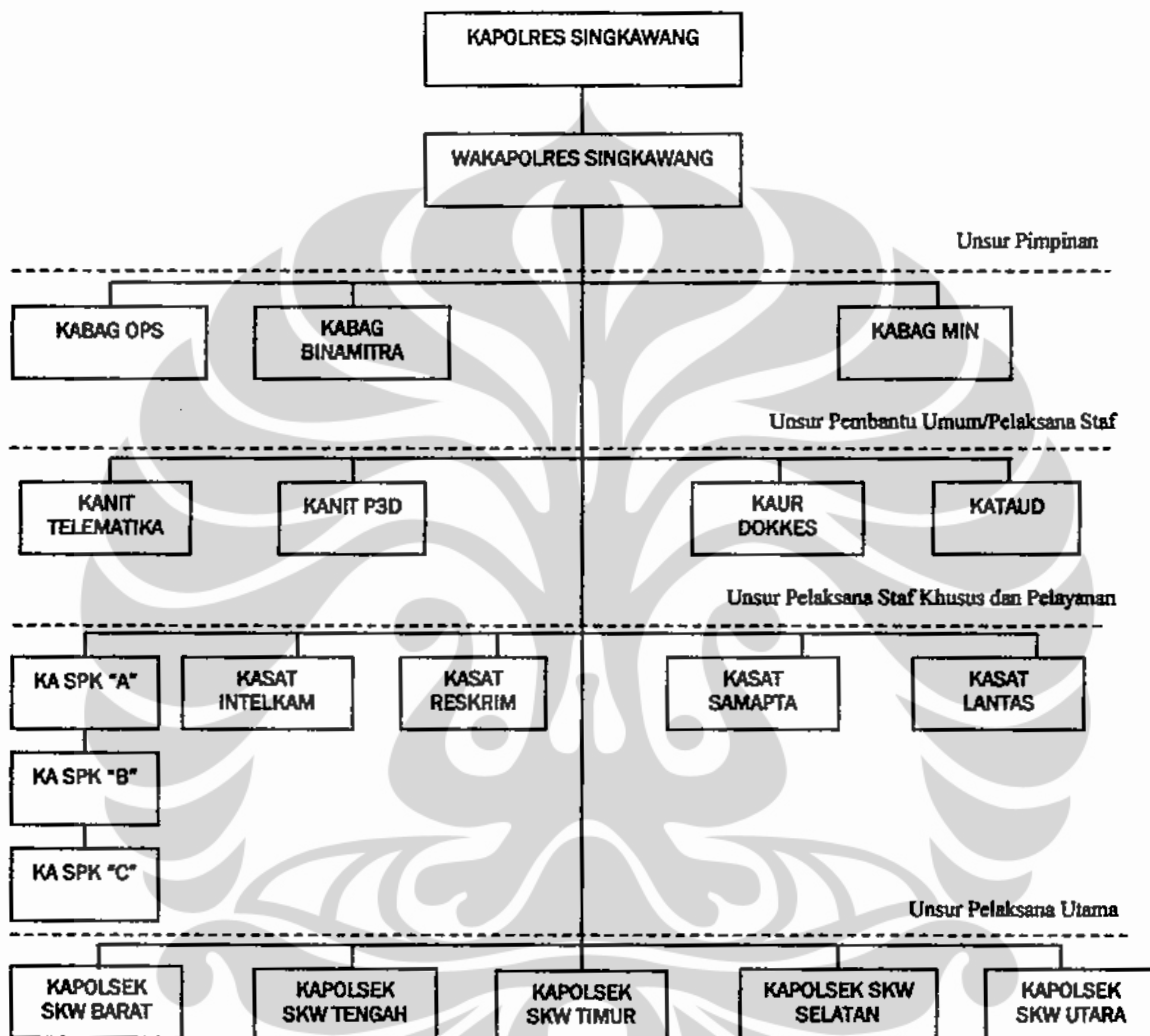 KAPOLRES SINGKAWANG
WAKAPOLRES SINGKAWANG
Unsur Pimpinan
KABAG OPS
KABAG
BINAMITRA
KABAG MIN
Unsur Pembantu Umum/Pelaksana Staf
KANIT
TELEMATIKA
KANIT P3D
KAUR
DOKKES
KATAUD
Unsur Pelaksana Staf Khusus dan Pelayanan
KA SPK "A"
KASAT
INTELKAM
KASAT
RESKRIM
KASAT
SAMAPTA
KASAT
LANTAS
KA SPK "B"
KA SPK "C"
Unsur Pelaksana Utama
KAPOLSEK
SKW BARAT
KAPOLSEK
SKW TENGAH
KAPOLSEK
SKW TIMUR
KAPOLSEK SKW
SELATAN
KAPOLSEK
SKW UTARA